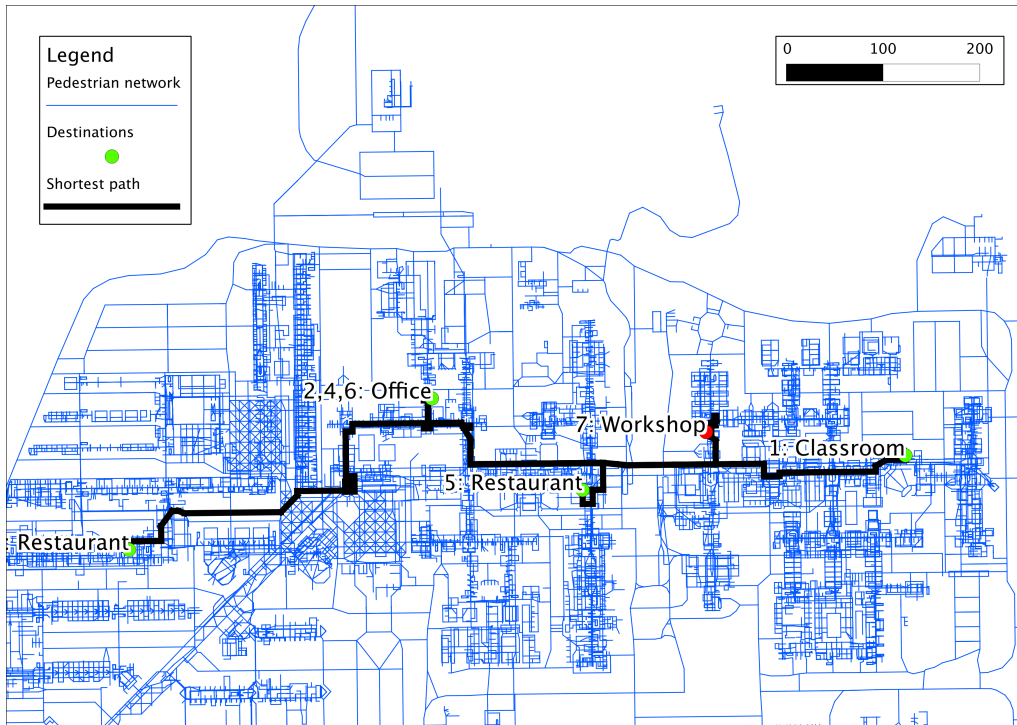 Legend
Pedestrian network
Destinations
Shortest path
0 100 200
2,4,6: Office
7: Workshop
1: Classroom
5: Restaurant
Restaurant